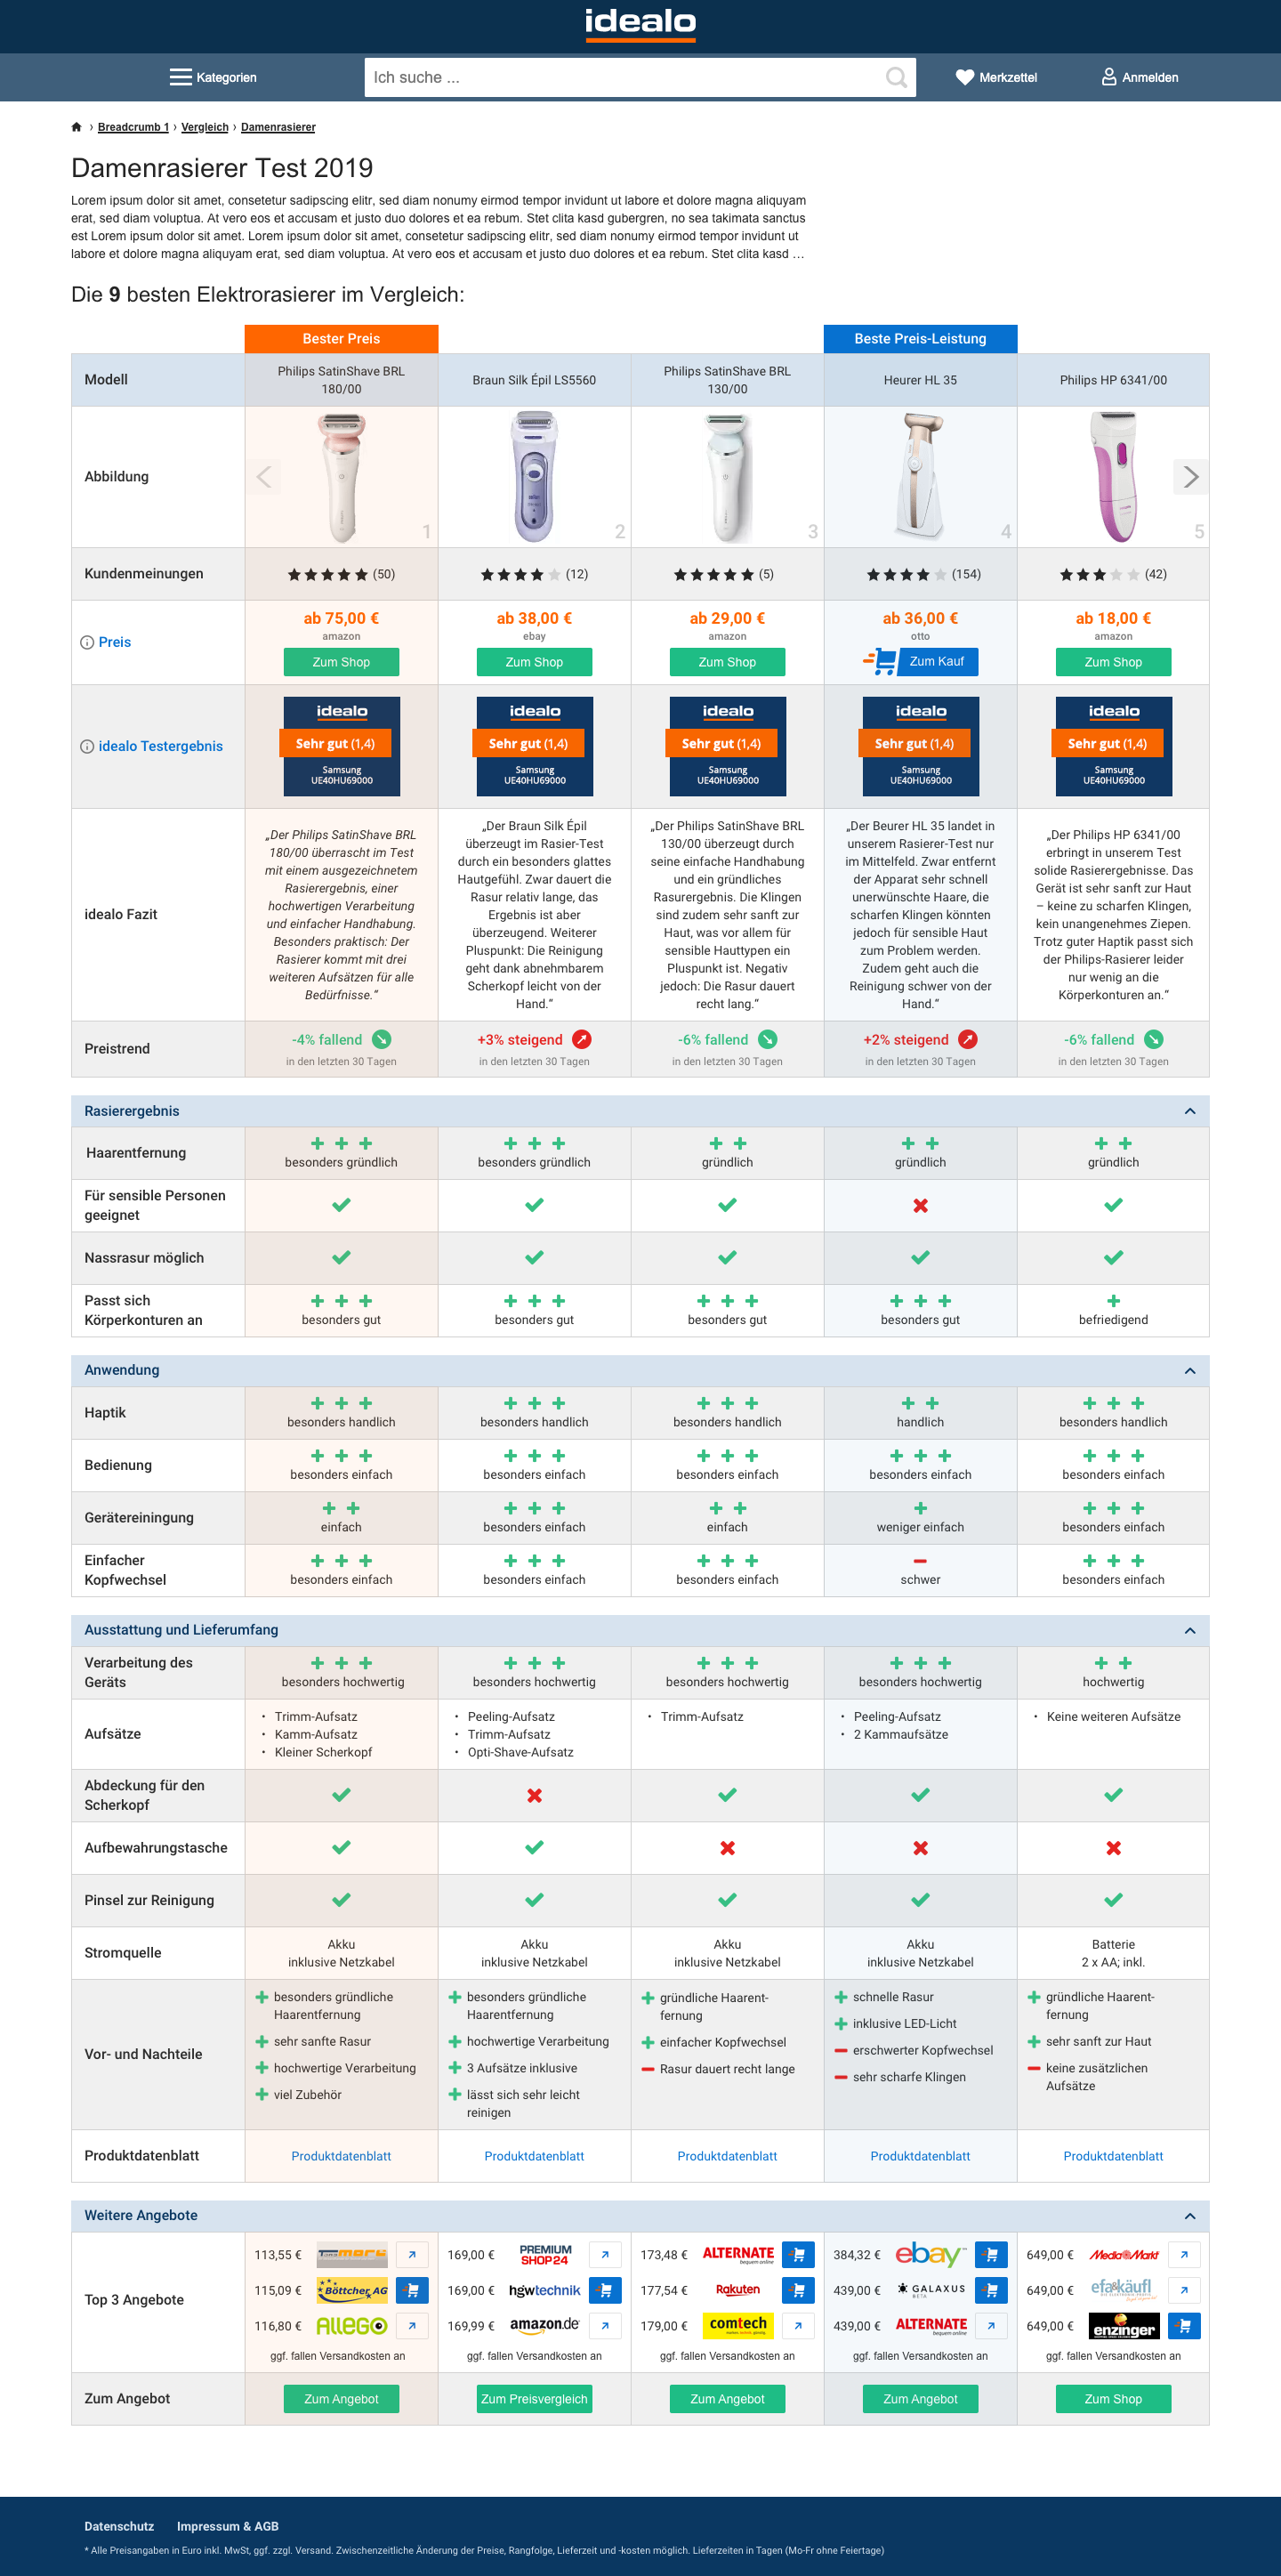 idealo
Kategorien
Ich suche ...
Merkzettel
Anmelden
› Breadcrumb 1 › Vergleich › Damenrasierer
Damenrasierer Test 2019
Lorem ipsum dolor sit amet, consetetur sadipscing elitr, sed diam nonumy eirmod tempor invidunt ut labore et dolore magna aliquyam
erat, sed diam voluptua. At vero eos et accusam et justo duo dolores et ea rebum. Stet clita kasd gubergren, no sea takimata sanctus
est Lorem ipsum dolor sit amet. Lorem ipsum dolor sit amet, consetetur sadipscing elitr, sed diam nonumy eirmod tempor invidunt ut
labore et dolore magna aliquyam erat, sed diam voluptua. At vero eos et accusam et justo duo dolores et ea rebum. Stet clita kasd ...
Die 9 besten Elektrorasierer im Vergleich:
Bester Preis
Beste Preis-Leistung
Modell
Philips SatinShave BRL
180/00
Braun Silk Épil LS5560
Philips SatinShave BRL
130/00
Heurer HL 35
Philips HP 6341/00
Abbildung
1
2
3
4
5
Kundenmeinungen
(50)
(12)
(5)
(154)
(42)
Preis
ab 75,00 €
amazon
Zum Shop
ab 38,00 €
ebay
Zum Shop
ab 29,00 €
amazon
Zum Shop
ab 36,00 €
otto
Zum Kauf
ab 18,00 €
amazon
Zum Shop
idealo Testergebnis
idealo
Sehr gut (1,4)
Samsung
UE40HU69000
idealo
Sehr gut (1,4)
Samsung
UE40HU69000
idealo
Sehr gut (1,4)
Samsung
UE40HU69000
idealo
Sehr gut (1,4)
Samsung
UE40HU69000
idealo
Sehr gut (1,4)
Samsung
UE40HU69000
idealo Fazit
„Der Philips SatinShave BRL
180/00 überrascht im Test
mit einem ausgezeichnetem
Rasierergebnis, einer
hochwertigen Verarbeitung
und einfacher Handhabung.
Besonders praktisch: Der
Rasierer kommt mit drei
weiteren Aufsätzen für alle
Bedürfnisse.“
„Der Braun Silk Épil
überzeugt im Rasier-Test
durch ein besonders glattes
Hautgefühl. Zwar dauert die
Rasur relativ lange, das
Ergebnis ist aber
überzeugend. Weiterer
Pluspunkt: Die Reinigung
geht dank abnehmbarem
Scherkopf leicht von der
Hand.“
„Der Philips SatinShave BRL
130/00 überzeugt durch
seine einfache Handhabung
und ein gründliches
Rasurergebnis. Die Klingen
sind zudem sehr sanft zur
Haut, was vor allem für
sensible Hauttypen ein
Pluspunkt ist. Negativ
jedoch: Die Rasur dauert
recht lang.“
„Der Beurer HL 35 landet in
unserem Rasierer-Test nur
im Mittelfeld. Zwar entfernt
der Apparat sehr schnell
unerwünschte Haare, die
scharfen Klingen könnten
jedoch für sensible Haut
zum Problem werden.
Zudem geht auch die
Reinigung schwer von der
Hand.“
„Der Philips HP 6341/00
erbringt in unserem Test
solide Rasierergebnisse. Das
Gerät ist sehr sanft zur Haut
– keine zu scharfen Klingen,
kein unangenehmes Ziepen.
Trotz guter Haptik passt sich
der Philips-Rasierer leider
nur wenig an die
Körperkonturen an.“
Preistrend
-4% fallend
in den letzten 30 Tagen
+3% steigend
in den letzten 30 Tagen
-6% fallend
in den letzten 30 Tagen
+2% steigend
in den letzten 30 Tagen
-6% fallend
in den letzten 30 Tagen
Rasierergebnis
Haarentfernung
besonders gründlich
besonders gründlich
gründlich
gründlich
gründlich
Für sensible Personen
geeignet
Nassrasur möglich
Passt sich
Körperkonturen an
besonders gut
besonders gut
besonders gut
besonders gut
befriedigend
Anwendung
Haptik
besonders handlich
besonders handlich
besonders handlich
handlich
besonders handlich
Bedienung
besonders einfach
besonders einfach
besonders einfach
besonders einfach
besonders einfach
Gerätereiningung
einfach
besonders einfach
einfach
weniger einfach
besonders einfach
Einfacher
Kopfwechsel
besonders einfach
besonders einfach
besonders einfach
schwer
besonders einfach
Ausstattung und Lieferumfang
Verarbeitung des
Geräts
besonders hochwertig
besonders hochwertig
besonders hochwertig
besonders hochwertig
hochwertig
Aufsätze
• Trimm-Aufsatz
• Kamm-Aufsatz
• Kleiner Scherkopf
• Peeling-Aufsatz
• Trimm-Aufsatz
• Opti-Shave-Aufsatz
• Trimm-Aufsatz
• Peeling-Aufsatz
• 2 Kammaufsätze
• Keine weiteren Aufsätze
Abdeckung für den
Scherkopf
Aufbewahrungstasche
Pinsel zur Reinigung
Stromquelle
Akku
inklusive Netzkabel
Akku
inklusive Netzkabel
Akku
inklusive Netzkabel
Akku
inklusive Netzkabel
Batterie
2 x AA; inkl.
Vor- und Nachteile
besonders gründliche
Haarentfernung
sehr sanfte Rasur
hochwertige Verarbeitung
viel Zubehör
besonders gründliche
Haarentfernung
hochwertige Verarbeitung
3 Aufsätze inklusive
lässt sich sehr leicht
reinigen
gründliche Haarent-
fernung
einfacher Kopfwechsel
Rasur dauert recht lange
schnelle Rasur
inklusive LED-Licht
erschwerter Kopfwechsel
sehr scharfe Klingen
gründliche Haarent-
fernung
sehr sanft zur Haut
keine zusätzlichen
Aufsätze
Produktdatenblatt
Produktdatenblatt
Produktdatenblatt
Produktdatenblatt
Produktdatenblatt
Produktdatenblatt
Weitere Angebote
Top 3 Angebote
113,55 €
115,09 € Böttcher AG
116,80 € ALLEGO
ggf. fallen Versandkosten an
169,00 € PREMIUM SHOP24
169,00 € hgwtechnik
169,99 € amazon.de
ggf. fallen Versandkosten an
173,48 € ALTERNATE
bequem online
177,54 € Rakuten
179,00 € comtech
ggf. fallen Versandkosten an
384,32 € ebay
439,00 € GALAXUS
BETA
439,00 € ALTERNATE
bequem online
ggf. fallen Versandkosten an
649,00 € Media Markt
649,00 € efa&käufl
649,00 € enzinger
ggf. fallen Versandkosten an
Zum Angebot
Zum Angebot
Zum Preisvergleich
Zum Angebot
Zum Angebot
Zum Shop
Datenschutz
Impressum & AGB
* Alle Preisangaben in Euro inkl. MwSt, ggf. zzgl. Versand. Zwischenzeitliche Änderung der Preise, Rangfolge, Lieferzeit und -kosten möglich. Lieferzeiten in Tagen (Mo-Fr ohne Feiertage)